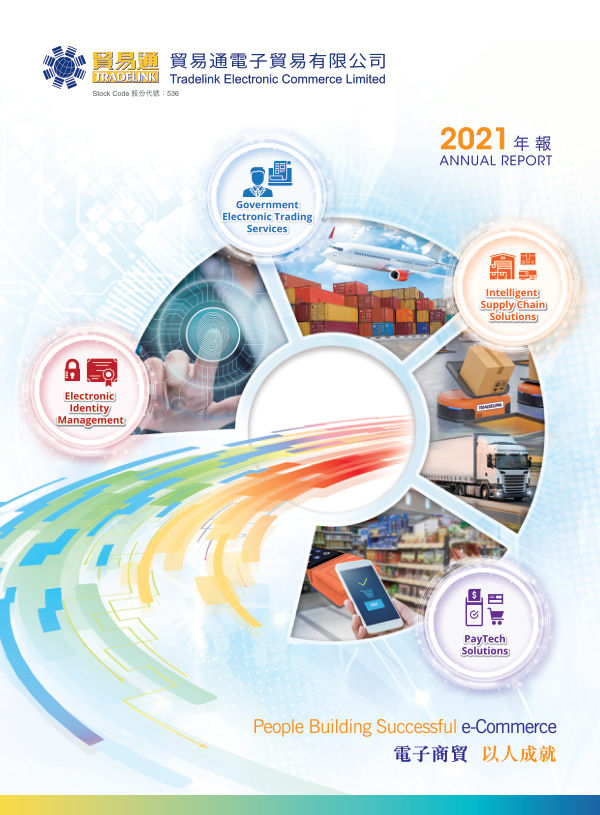 貿易通
TRADELINK
貿易通電子貿易有限公司
Tradelink Electronic Commerce Limited
Stock Code 股份代號：536
2021 年報
ANNUAL REPORT
Government
Electronic Trading
Services
Intelligent
Supply Chain
Solutions
Electronic
Identity
Management
TRADELINK
PAY
PayTech
Solutions
People Building Successful e-Commerce
電子商貿 以人成就